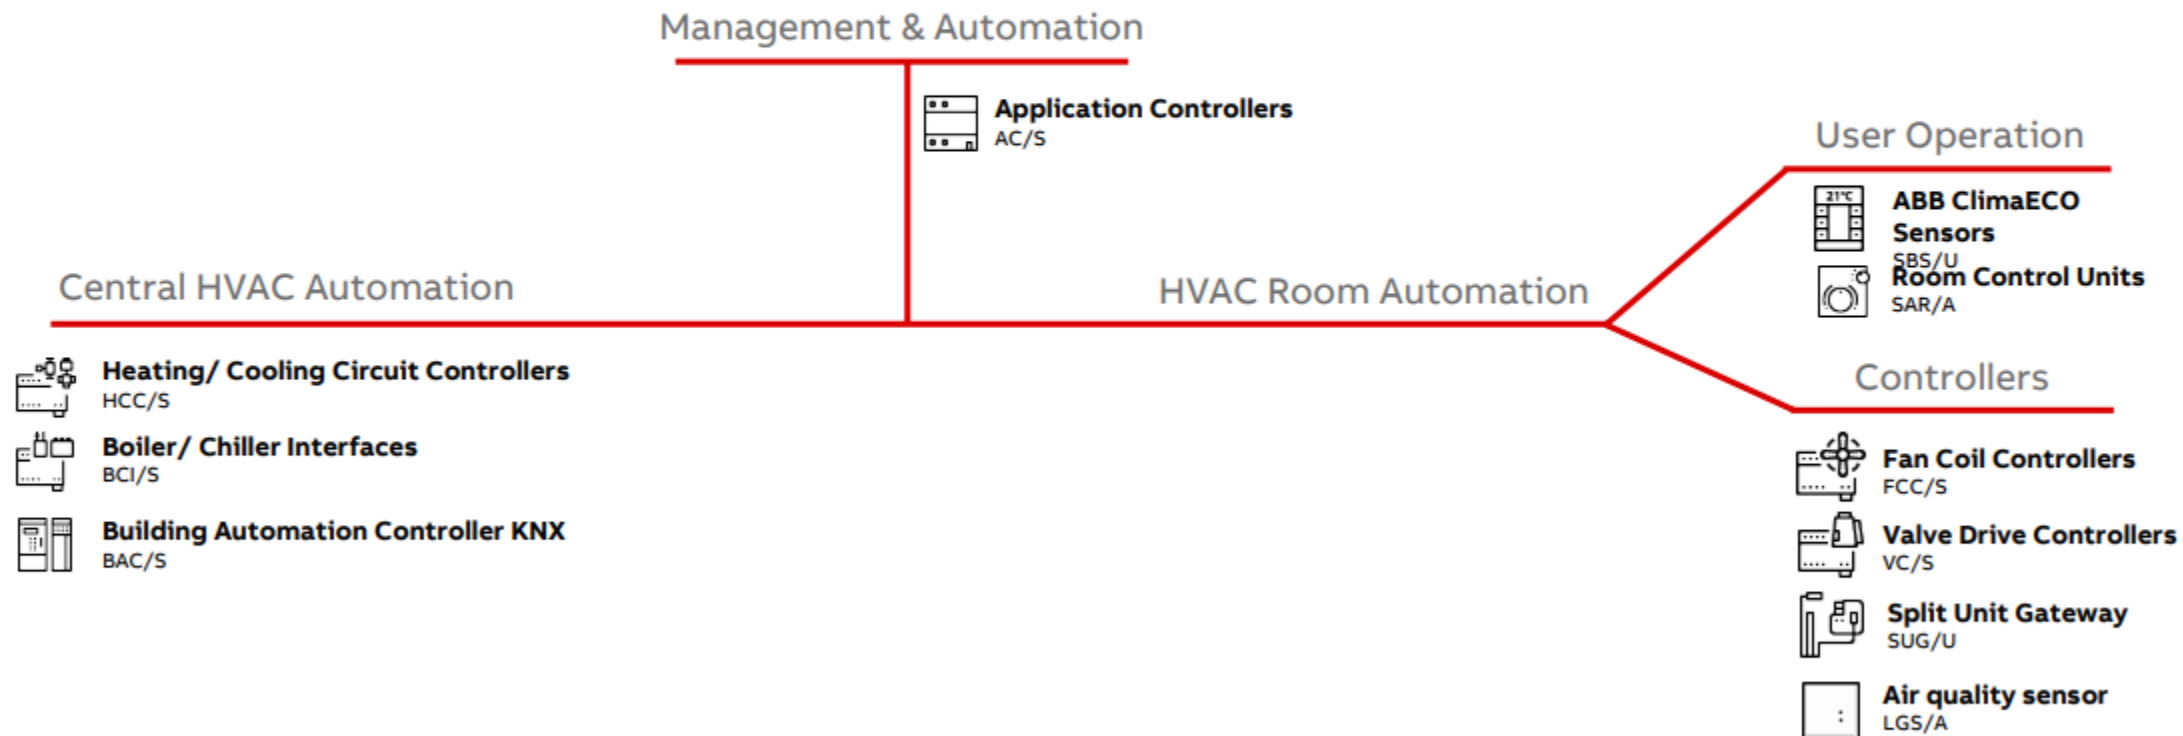 Management & Automation
Application Controllers
AC/S
User Operation
21°C
ABB ClimaECO
Sensors
SBS/U
Room Control Units
SAR/A
Central HVAC Automation
HVAC Room Automation
Heating/ Cooling Circuit Controllers
HCC/S
Boiler/ Chiller Interfaces
BCI/S
Building Automation Controller KNX
BAC/S
Controllers
Fan Coil Controllers
FCC/S
Valve Drive Controllers
VC/S
Split Unit Gateway
SUG/U
Air quality sensor
LGS/A